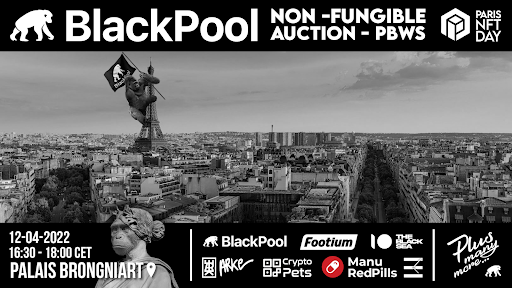 BlackPool
NON -FUNGIBLE
AUCTION - PBWS
PARIS
NFT
DAY
12-04-2022
16:30 - 18:00 CET
PALAIS BRONGNIART
BlackPool
Footium
THE BLACK
SEA
ARKE
Crypto
Pets
Manu
RedPills
Plus
many
more...